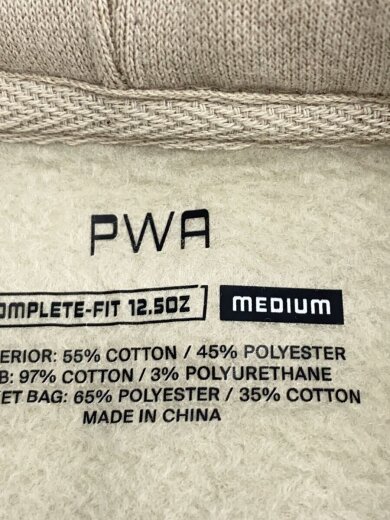 PWA
OMPLETE-FIT 12.5OZ MEDIUM
ERIOR: 55% COTTON / 45% POLYESTER
B: 97% COTTON / 3% POLYURETHANE
ET BAG: 65% POLYESTER / 35% COTTON
MADE IN CHINA